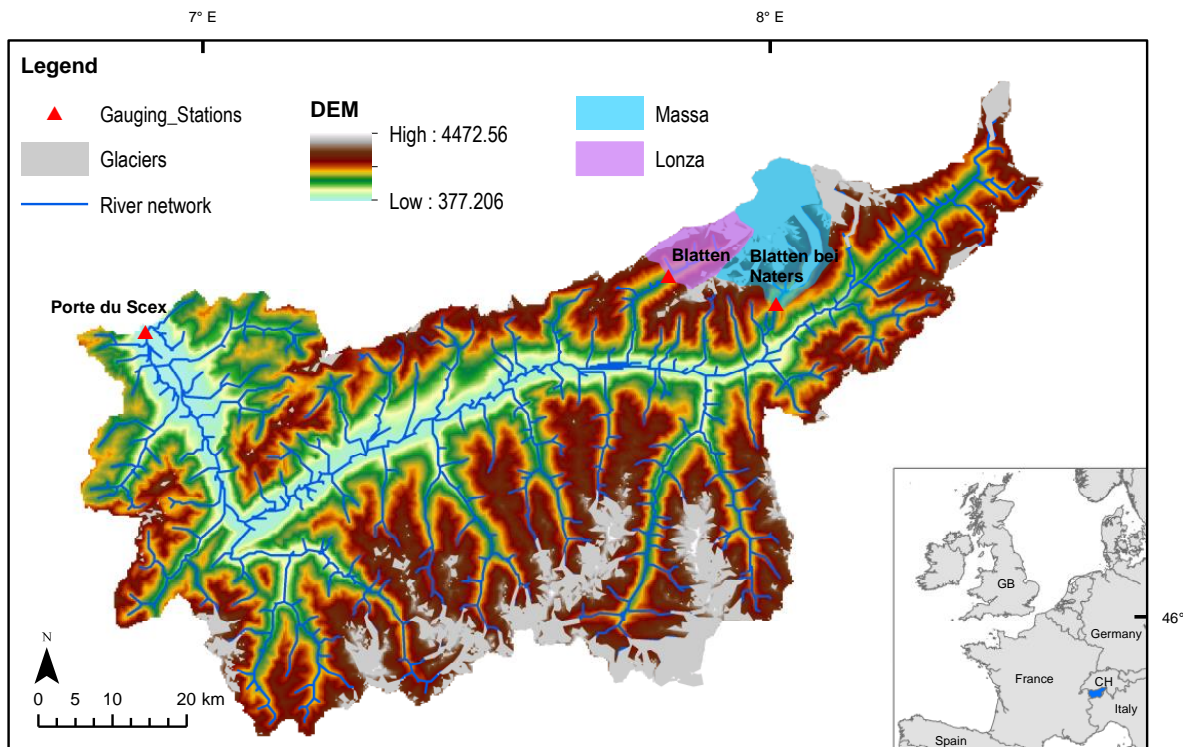 7° E
8° E
Legend
Gauging_Stations
Glaciers
River network
DEM
High : 4472.56
Low : 377.206
Massa
Lonza
Blatten
Blatten bei
Naters
Porte du Scex
N
0 5 10 20 km
46°
GB
Germany
France
CH
Italy
Spain